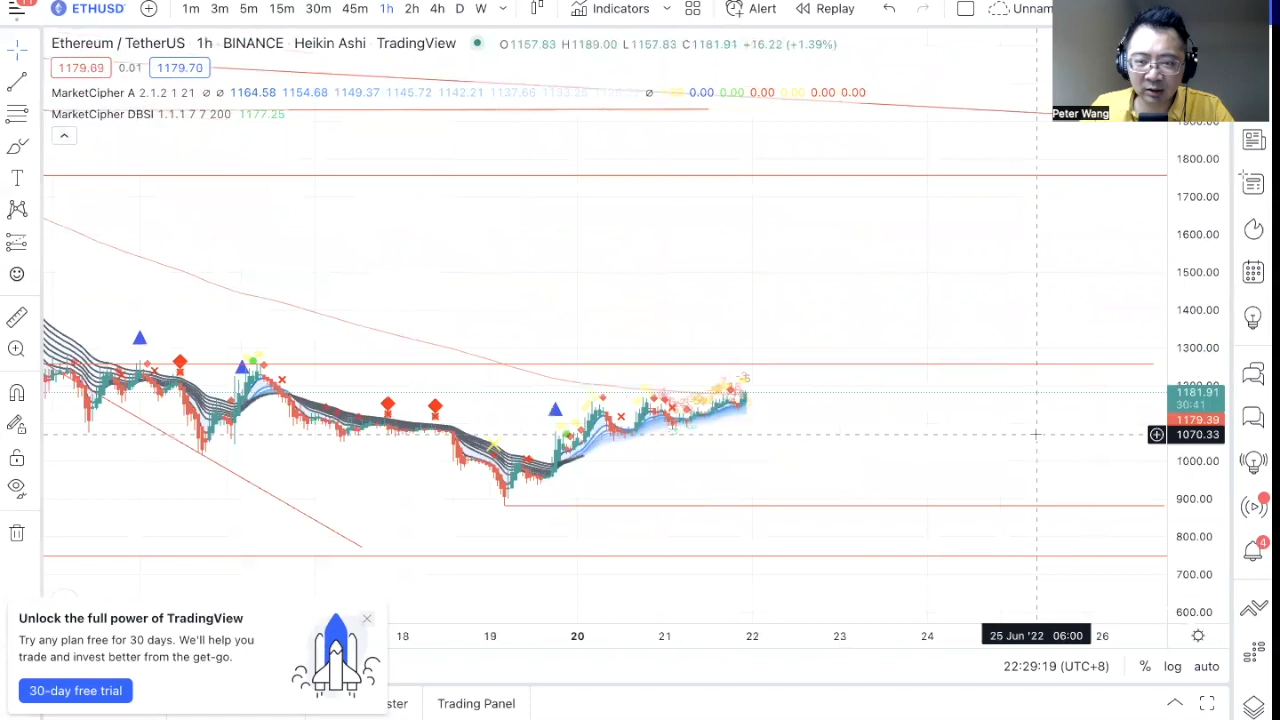 11
ETHUSD
1m 3m 5m 15m 30m 45m 1h 2h 4h D W
Indicators
Alert
Replay
Unnam
Ethereum / TetherUS · 1h · BINANCE · Heikin Ashi · TradingView
O1157.83 H1189.00 L1157.83 C1181.91 +16.22 (+1.39%)
1179.69 0.01 1179.70
MarketCipher A 2.1.2 1 21 ∅ ∅ 1164.58 1154.68 1149.37 1145.72 142.21 1137.66 ∅ 0.00 0.00 0.00 0.00 0.00
MarketCipher DBSI 1.1.1 7 7 200 1177.25
Peter Wang
1800.00
1700.00
1600.00
1500.00
1400.00
1300.00
1181.91
30:41
1179.39
1070.33
1000.00
900.00
800.00
700.00
600.00
4
Unlock the full power of TradingView
Try any plan free for 30 days. We'll help you
trade and invest better from the get-go.
30-day free trial
18 19 20 21 22 23 24 25 Jun '22 06:00 26
22:29:19 (UTC+8) % log auto
ster
Trading Panel